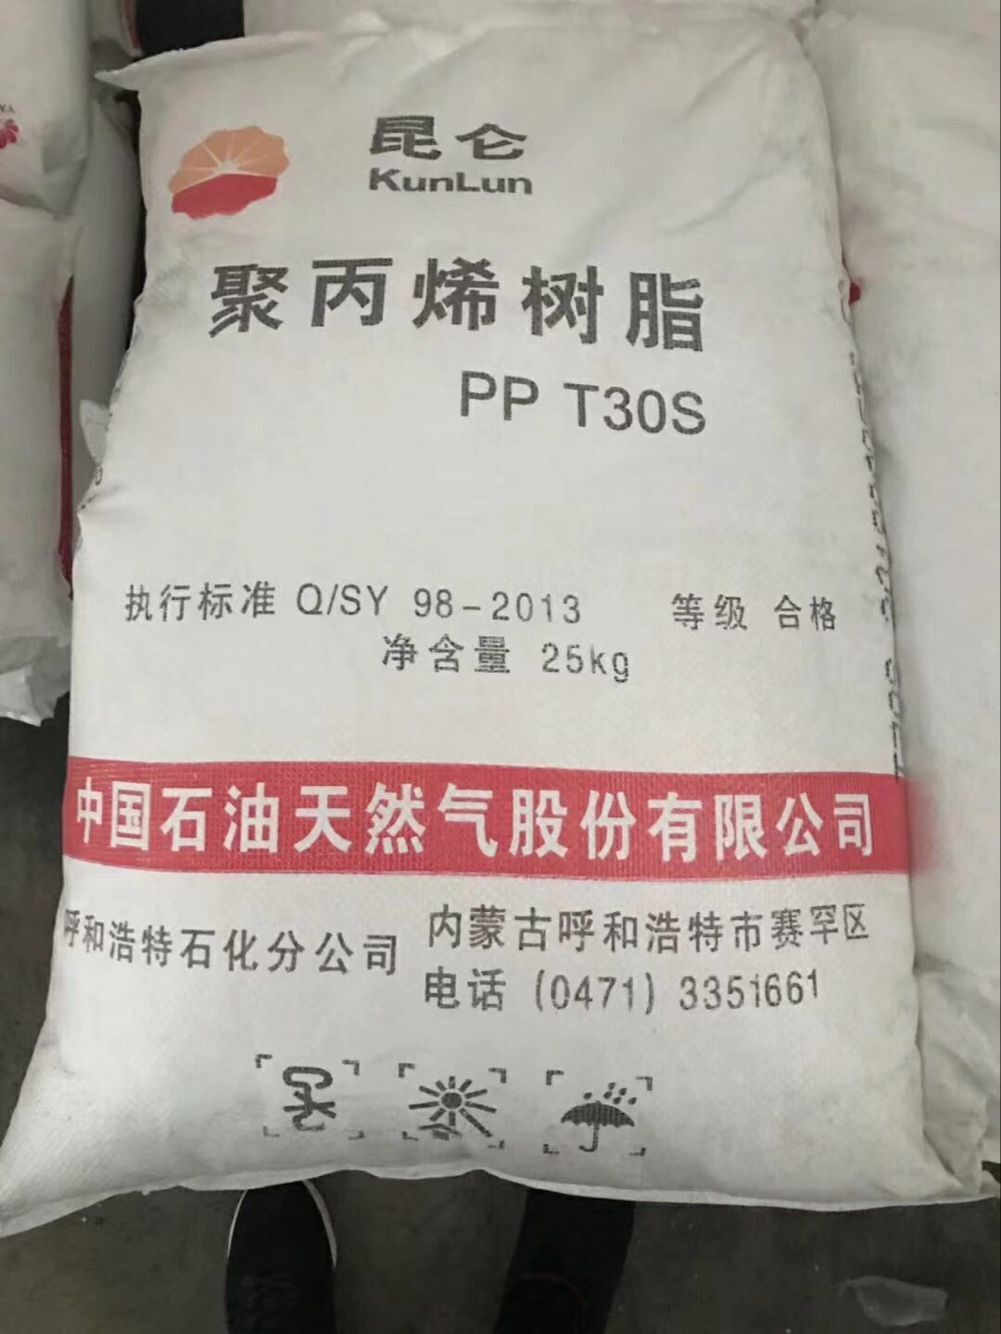 昆仑
KunLun
聚丙烯树脂
PP T30S
执行标准 Q/SY 98-2013 等级 合格
净含量 25kg
中国石油天然气股份有限公司
呼和浩特石化分公司
内蒙古呼和浩特市赛罕区
电话 (0471) 3351661